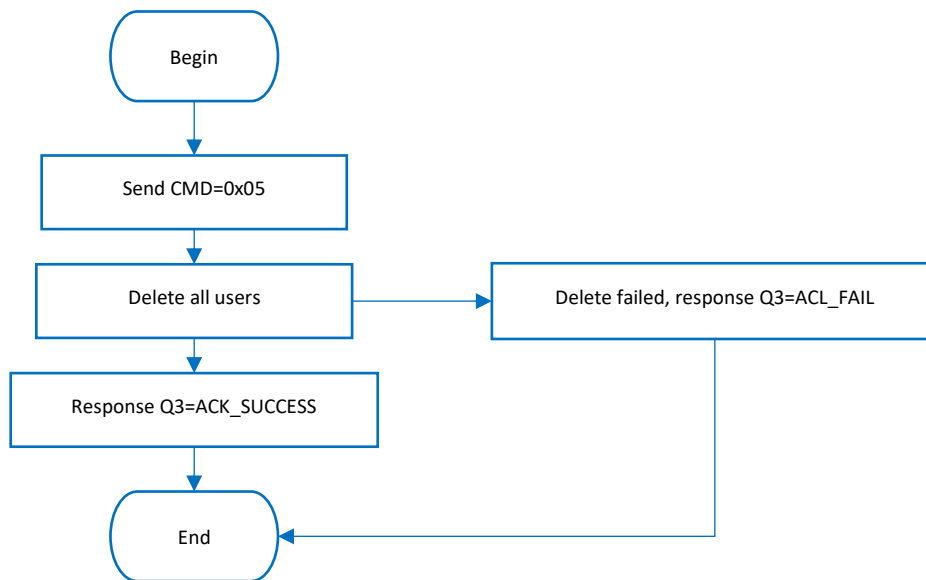 Begin
Send CMD=0x05
Delete all users
Delete failed, response Q3=ACL_FAIL
Response Q3=ACK_SUCCESS
End